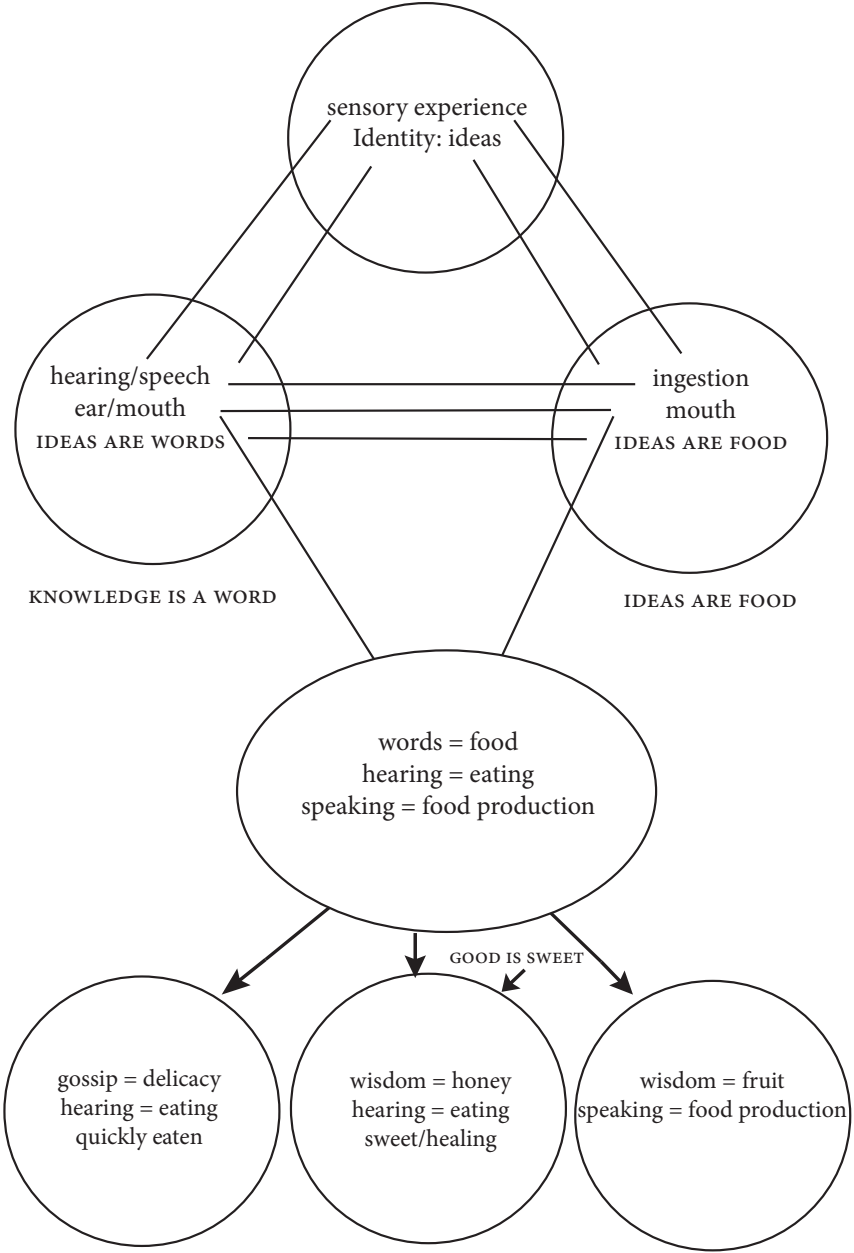 sensory experience
Identity: ideas
hearing/speech
ear/mouth
IDEAS ARE WORDS
ingestion
mouth
IDEAS ARE FOOD
KNOWLEDGE IS A WORD
IDEAS ARE FOOD
words = food
hearing = eating
speaking = food production
GOOD IS SWEET
gossip = delicacy
hearing = eating
quickly eaten
wisdom = honey
hearing = eating
sweet/healing
wisdom = fruit
speaking = food production